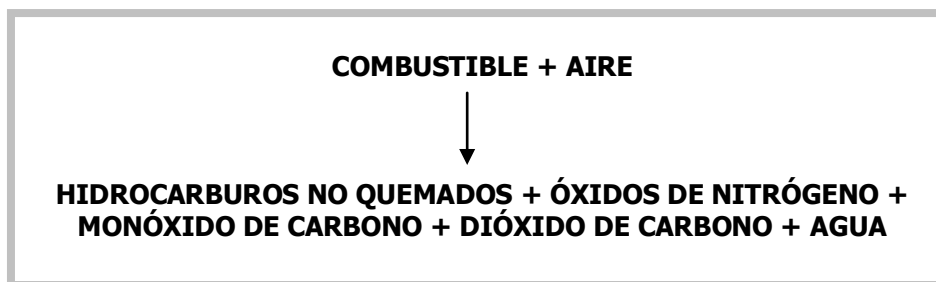 COMBUSTIBLE + AIRE
HIDROCARBUROS NO QUEMADOS + ÓXIDOS DE NITRÓGENO +
MONÓXIDO DE CARBONO + DIÓXIDO DE CARBONO + AGUA